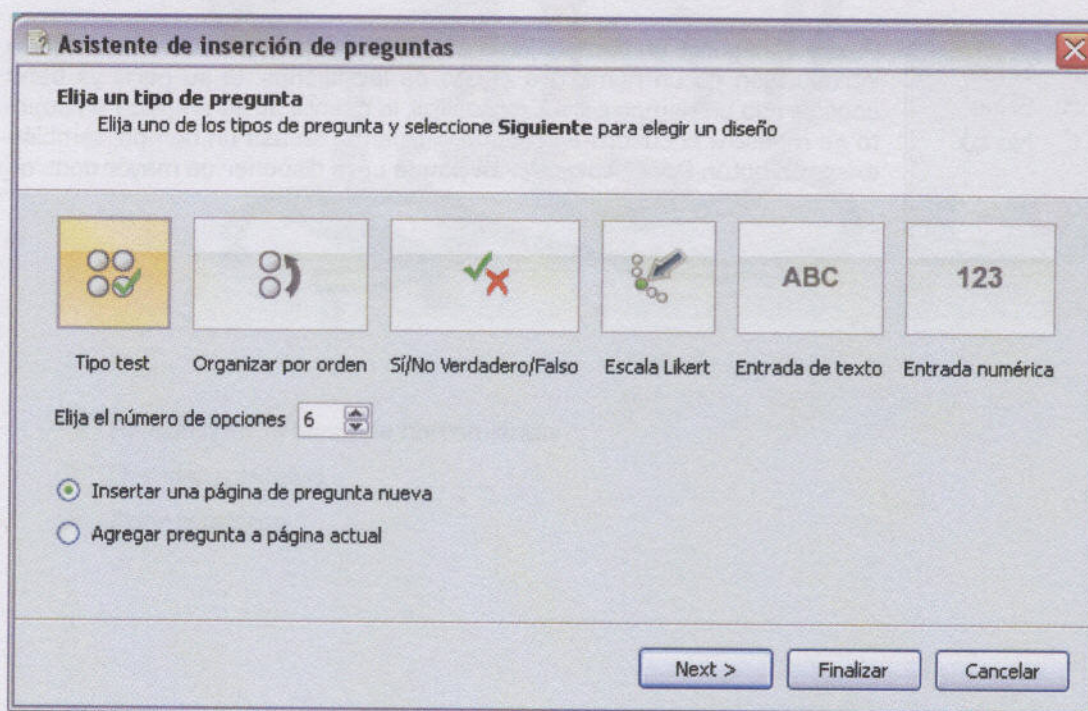 Asistente de inserción de preguntas
Elija un tipo de pregunta
Elija uno de los tipos de pregunta y seleccione Siguiente para elegir un diseño
ABC
123
Tipo test
Organizar por orden
Sí/No Verdadero/Falso
Escala Likert
Entrada de texto
Entrada numérica
Elija el número de opciones 6
Insertar una página de pregunta nueva
Agregar pregunta a página actual
Next >
Finalizar
Cancelar